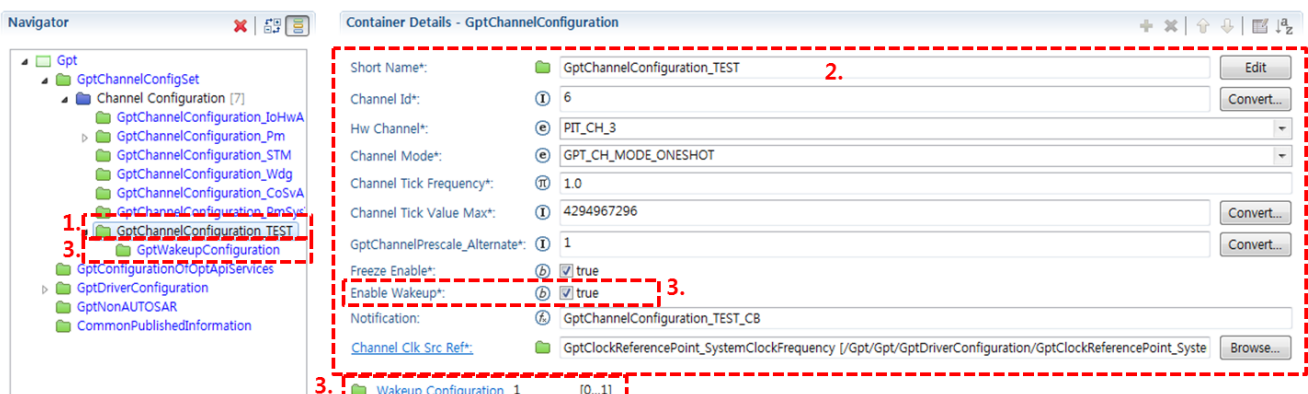 Navigator
Container Details - GptChannelConfiguration
Gpt
GptChannelConfigSet
Channel Configuration [7]
GptChannelConfiguration_IoHwA
GptChannelConfiguration_Pm
GptChannelConfiguration_STM
GptChannelConfiguration_Wdg
GptChannelConfiguration_CoSvA
GptChannelConfiguration_PmSys
1.
GptChannelConfiguration_TEST
3.
GptWakeupConfiguration
GptConfigurationOfOptApiServices
GptDriverConfiguration
GptNonAUTOSAR
CommonPublishedInformation
2.
Short Name*: GptChannelConfiguration_TEST Edit
Channel Id*: 6 Convert...
Hw Channel*: PIT_CH_3
Channel Mode*: GPT_CH_MODE_ONESHOT
Channel Tick Frequency*: 1.0
Channel Tick Value Max*: 4294967296 Convert...
GptChannelPrescale_Alternate*: 1 Convert...
Freeze Enable*: true
Enable Wakeup*: true 3.
Notification: GptChannelConfiguration_TEST_CB
Channel Clk Src Ref*: GptClockReferencePoint_SystemClockFrequency [/Gpt/Gpt/GptDriverConfiguration/GptClockReferencePoint_Syste Browse...
3. Wakeup Configuration 1 [0...1]